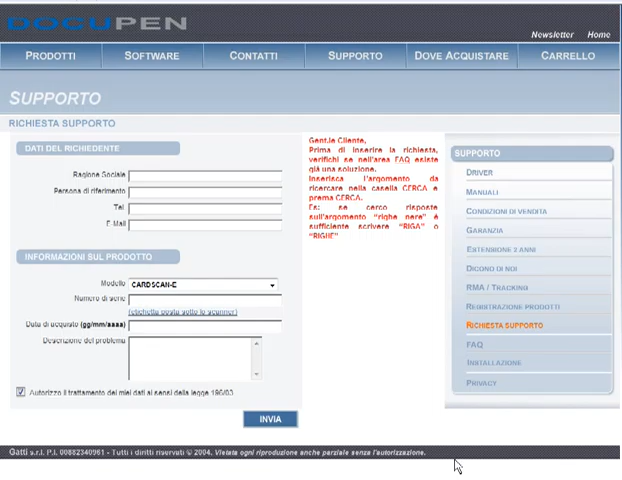 DOCUPEN
Newsletter Home
PRODOTTI SOFTWARE CONTATTI SUPPORTO DOVE ACQUISTARE CARRELLO
SUPPORTO
RICHIESTA SUPPORTO
DATI DEL RICHIEDENTE
Ragione Sociale
Persona di riferimento
Tel.
E-Mail
INFORMAZIONI SUL PRODOTTO
Modello CARDSCAN-E
Numero di serie
(etichetta posta sotto lo scanner)
Data di acquisto (gg/mm/aaaa)
Descrizione del problema
Autorizzo il trattamento dei miei dati ai sensi della legge 196/03
INVIA
Gent.le Cliente,
Prima di inserire la richiesta,
verifichi se nell'area FAQ esiste
già una soluzione.
Inserisca l'argomento da
ricercare nella casella CERCA e
prema CERCA.
Es: se cerco risposte
sull'argomento "righe nere" è
sufficiente scrivere "RIGA" o
"RIGHE"
SUPPORTO
DRIVER
MANUALI
CONDIZIONI DI VENDITA
GARANZIA
ESTENSIONE 2 ANNI
DICONO DI NOI
RMA / TRACKING
REGISTRAZIONE PRODOTTI
RICHIESTA SUPPORTO
FAQ
INSTALLAZIONE
PRIVACY
Gatti s.r.l. P.I. 00882340961 - Tutti i diritti riservati © 2004. Vietata ogni riproduzione anche parziale senza l'autorizzazione.